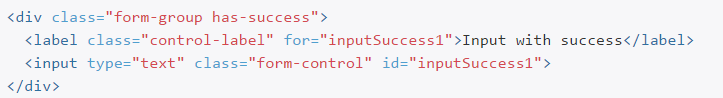 <div class="form-group has-success">
  <label class="control-label" for="inputSuccess1">Input with success</label>
  <input type="text" class="form-control" id="inputSuccess1">
</div>